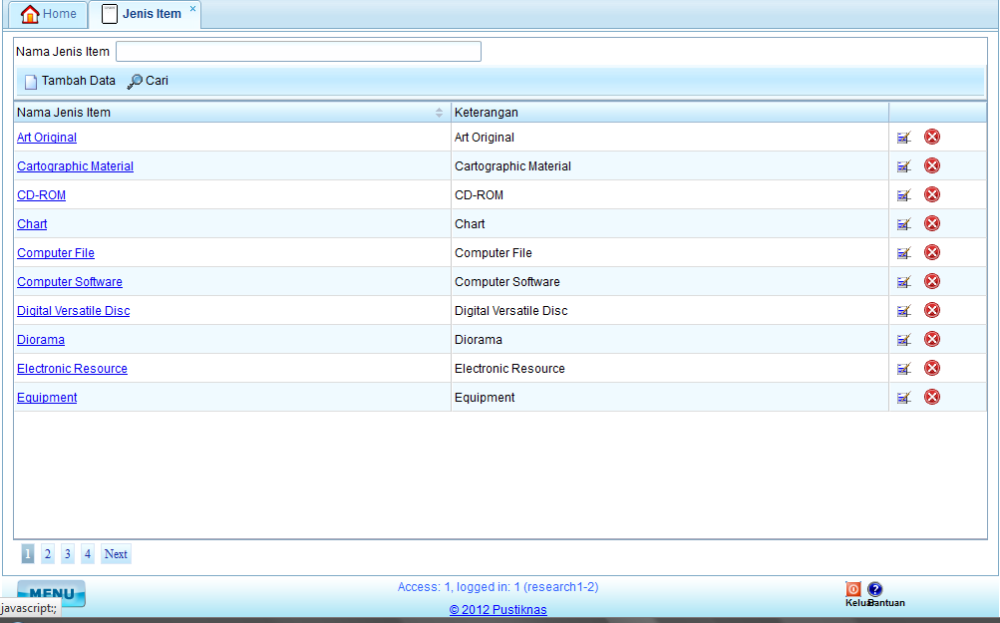 Home Jenis Item
Nama Jenis Item
Tambah Data Cari
Nama Jenis Item Keterangan
Art Original Art Original
Cartographic Material Cartographic Material
CD-ROM CD-ROM
Chart Chart
Computer File Computer File
Computer Software Computer Software
Digital Versatile Disc Digital Versatile Disc
Diorama Diorama
Electronic Resource Electronic Resource
Equipment Equipment
1 2 3 4 Next
MENU Access: 1, logged in: 1 (research1-2)
javascript:; © 2012 Pustiknas Bantuan